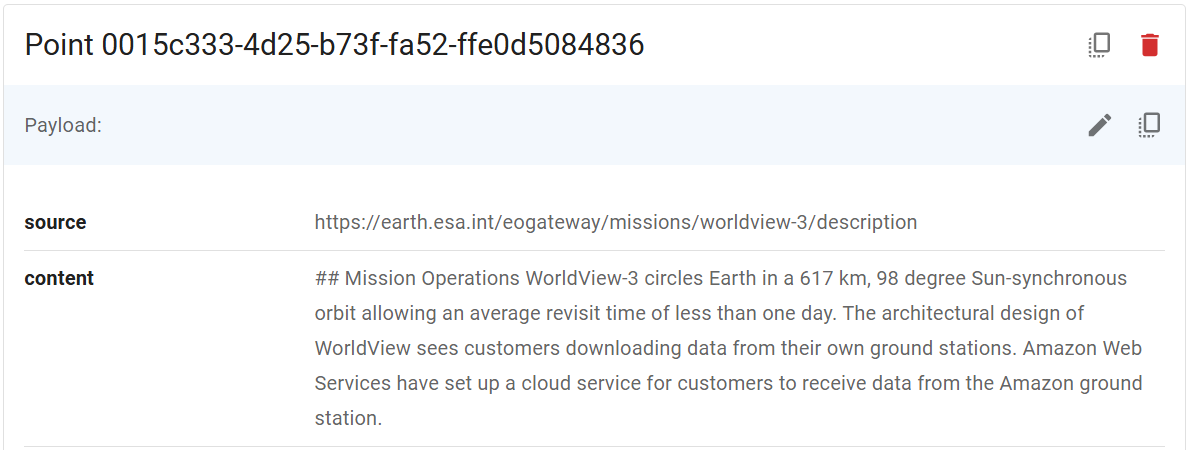 Point 0015c333-4d25-b73f-fa52-ffe0d5084836
Payload:
source https://earth.esa.int/eogateway/missions/worldview-3/description
content ## Mission Operations WorldView-3 circles Earth in a 617 km, 98 degree Sun-synchronous
orbit allowing an average revisit time of less than one day. The architectural design of
WorldView sees customers downloading data from their own ground stations. Amazon Web
Services have set up a cloud service for customers to receive data from the Amazon ground
station.